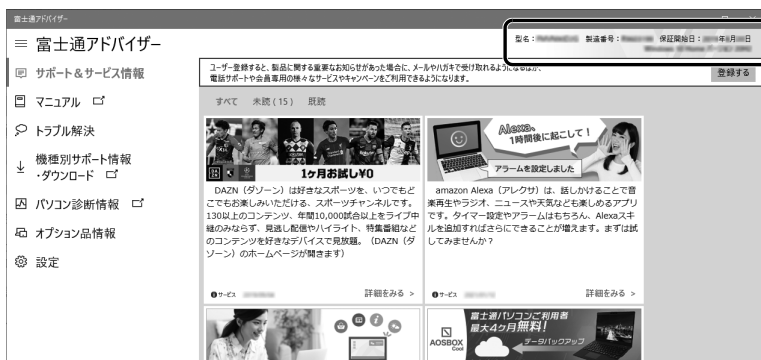 富士通アドバイザー
富士通アドバイザー
型名： 製造番号： 保証開始日： 年 月 日
サポート＆サービス情報
マニュアル
トラブル解決
機種別サポート情報
・ダウンロード
パソコン診断情報
オプション品情報
設定
ユーザー登録すると、製品に関する重要なお知らせがあった場合に、メールやハガキで受け取れるようになるほか、
電話サポートや会員専用の様々なサービスやキャンペーンをご利用できるようになります。
登録する
すべて 未読 ( 15 ) 既読
1ヶ月お試し¥0
DAZN（ダゾーン）は好きなスポーツを、いつでもど
こでもお楽しみいただける、スポーツチャンネルです。
130以上のコンテンツ、年間10,000試合以上をライブ中
継のみならず、見逃し配信やハイライト、特集番組など
のコンテンツを好きなデバイスで見放題。（DAZN（ダ
ゾーン）のホームページが開きます）
サービス
詳細をみる >
Alexa、
1時間後に起こして！
アラームを設定しました
amazon Alexa（アレクサ）は、話しかけることで音
楽再生やラジオ、ニュースや天気なども楽しめるアプリ
です。タイマー設定やアラームはもちろん、Alexaスキ
ルを追加すればさらにできることが増えます。まずは試
してみませんか？
サービス
詳細をみる >
AOSBOX
Cool
富士通パソコンご利用者
最大4ケ月無料!
データバックアップ